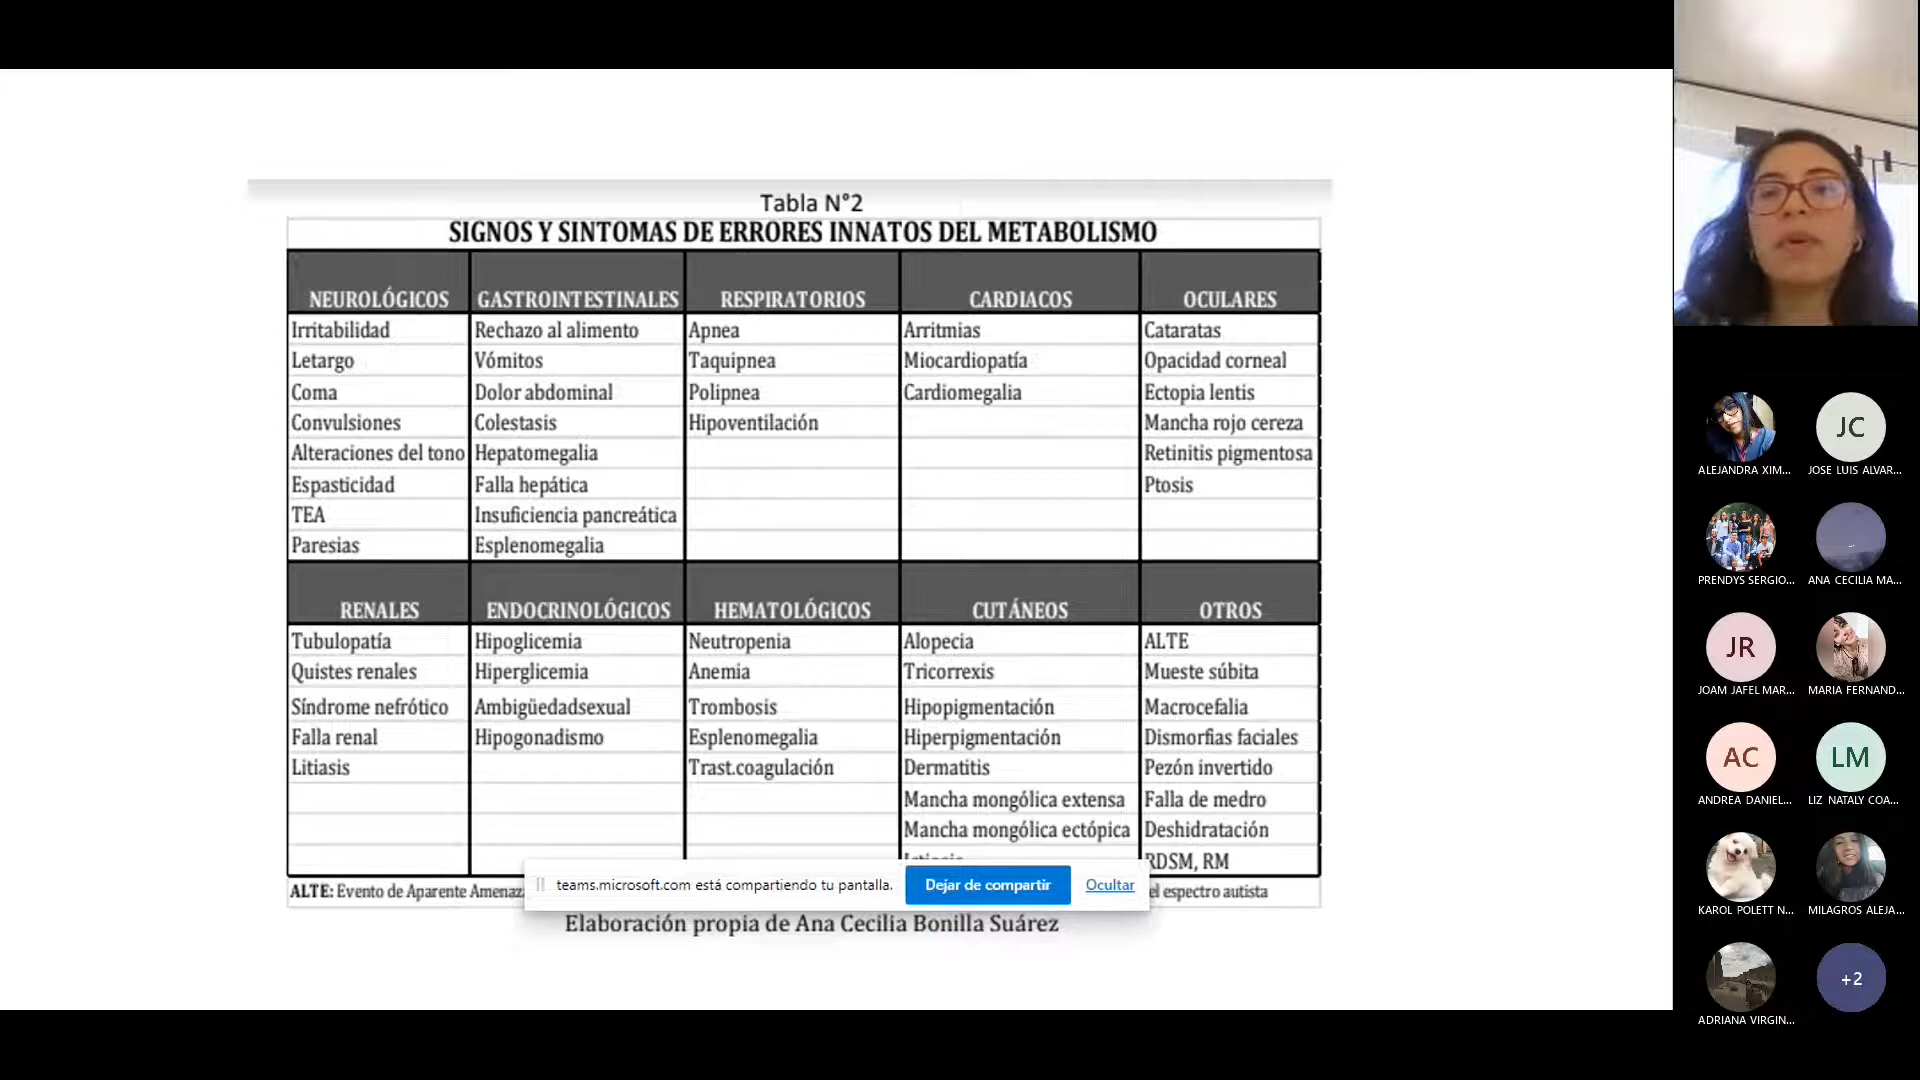 Tabla N°2
SIGNOS Y SINTOMAS DE ERRORES INNATOS DEL METABOLISMO
NEUROLÓGICOS GASTROINTESTINALES RESPIRATORIOS CARDIACOS OCULARES
Irritabilidad Rechazo al alimento Apnea Arritmias Cataratas
Letargo Vómitos Taquipnea Miocardiopatía Opacidad corneal
Coma Dolor abdominal Polipnea Cardiomegalia Ectopia lentis
Convulsiones Colestasis Hipoventilación Mancha rojo cereza
Alteraciones del tono Hepatomegalia Retinitis pigmentosa
Espasticidad Falla hepática Ptosis
TEA Insuficiencia pancreática
Paresias Esplenomegalia
RENALES ENDOCRINOLÓGICOS HEMATOLÓGICOS CUTÁNEOS OTROS
Tubulopatía Hipoglicemia Neutropenia Alopecia ALTE
Quistes renales Hiperglicemia Anemia Tricorrexis Mueste súbita
Síndrome nefrótico Ambigüedadsexual Trombosis Hipopigmentación Macrocefalia
Falla renal Hipogonadismo Esplenomegalia Hiperpigmentación Dismorfias faciales
Litiasis Trast.coagulación Dermatitis Pezón invertido
Mancha mongólica extensa Falla de medro
Mancha mongólica ectópica Deshidratación
RDSM, RM
ALTE: Evento de Aparente el espectro autista
teams.microsoft.com está compartiendo tu pantalla. Dejar de compartir Ocultar
Elaboración propia de Ana Cecilia Bonilla Suárez
JC
ALEJANDRA XIM... JOSE LUIS ALVAR...
PRENDYS SERGIO... ANA CECILIA MA...
JR
JOAM JAFEL MAR... MARIA FERNAND...
AC LM
ANDREA DANIEL... LIZ NATALY COA...
KAROL POLETT N... MILAGROS ALEJA...
+2
ADRIANA VIRGIN...